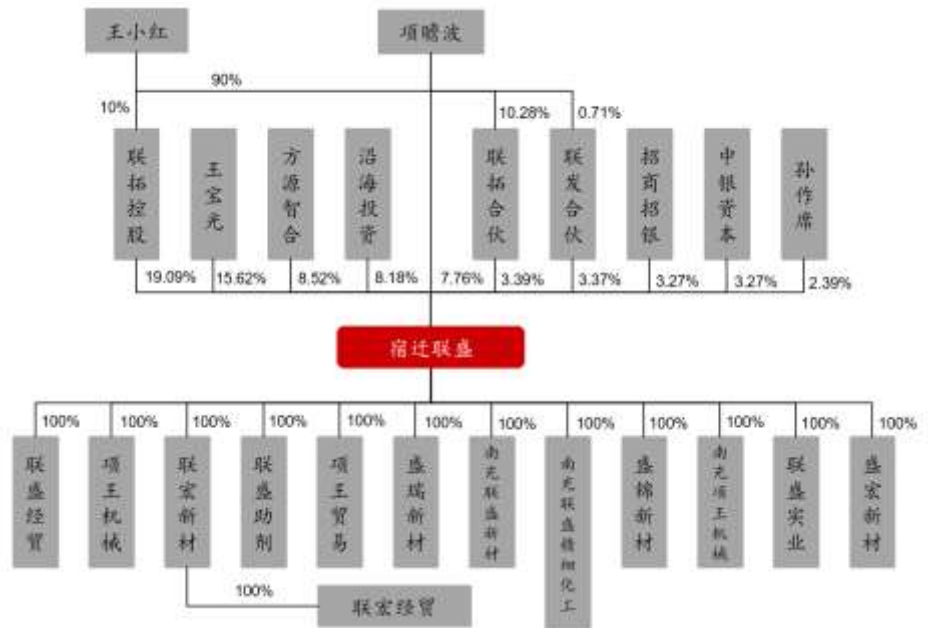 王小红
项瞻波
90%
10%
10.28%
0.71%
联拓控股
王宝光
方源智合
沿海投资
联拓合伙
联发合伙
招商招银
中银资本
孙作席
19.09%
15.62%
8.52%
8.18%
7.76%
3.39%
3.37%
3.27%
3.27%
2.39%
宿迁联盛
100%
100%
100%
100%
100%
100%
100%
100%
100%
100%
100%
100%
联盛经贸
项王机械
联宏新材
联盛助剂
项王贸易
盛瑞新材
南充联盛新材
南充联盛精细化工
盛锦新材
南充项王机械
联盛实业
盛宏新材
100%
联宏经贸